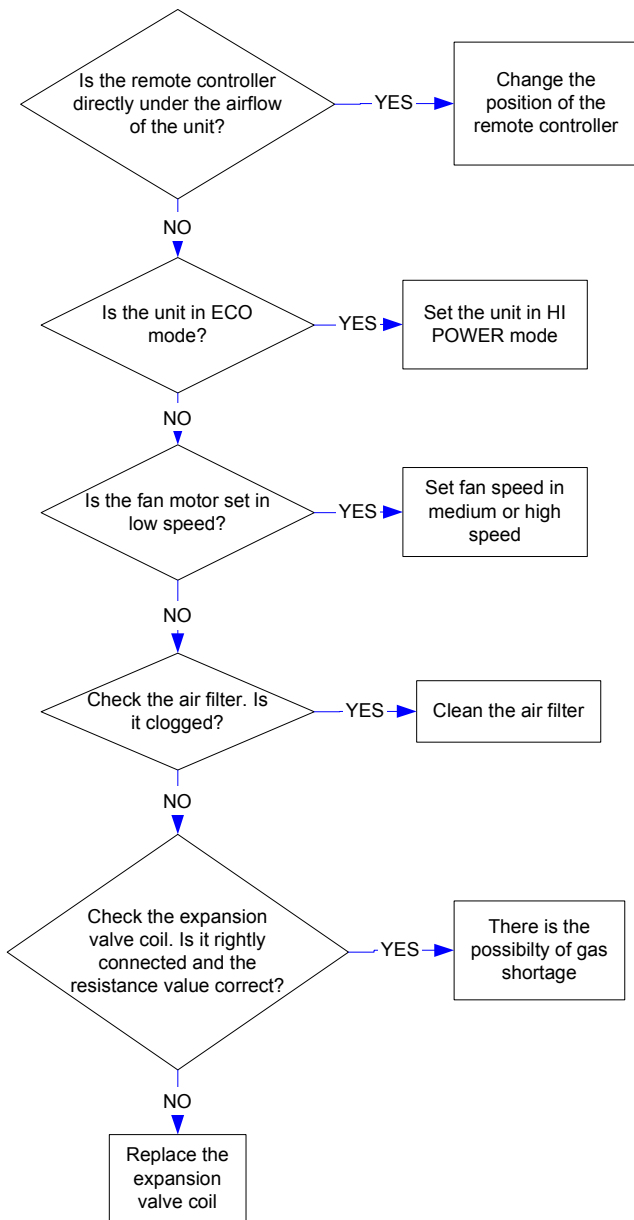 Is the remote controller
directly under the airflow
of the unit?
YES
Change the
position of the
remote controller
NO
Is the unit in ECO
mode?
YES
Set the unit in HI
POWER mode
NO
Is the fan motor set in
low speed?
YES
Set fan speed in
medium or high
speed
NO
Check the air filter. Is
it clogged?
YES
Clean the air filter
NO
Check the expansion
valve coil. Is it rightly
connected and the
resistance value correct?
YES
There is the
possibilty of gas
shortage
NO
Replace the
expansion
valve coil